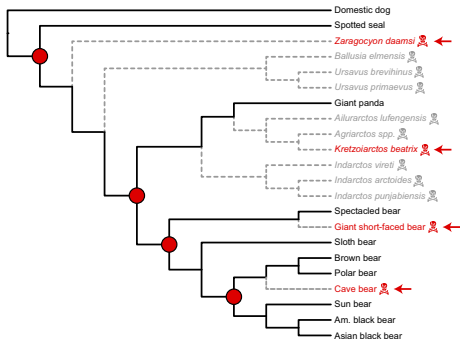 Domestic dog
Spotted seal
Zaragocyon daamsi
Ballusia elmensis
Ursavus brevihinus
Ursavus primaevus
Giant panda
Ailurarctos lufengensis
Agriarctos spp.
Kretzoiarctos beatrix
Indarctos vireti
Indarctos arctoides
Indarctos punjabiensis
Spectacled bear
Giant short-faced bear
Sloth bear
Brown bear
Polar bear
Cave bear
Sun bear
Am. black bear
Asian black bear